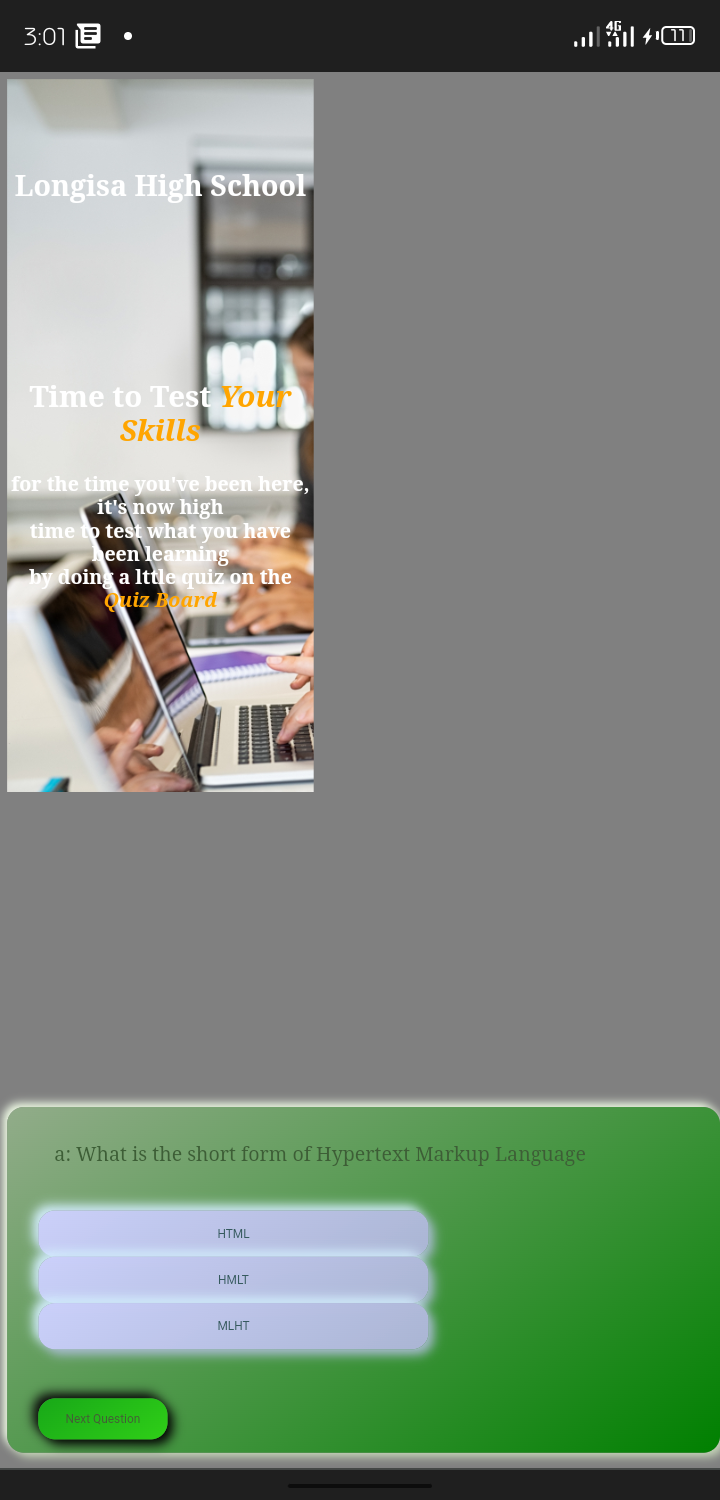 3:01
4G
11
Longisa High School
Time to Test Your
Skills
for the time you've been here,
it's now high
time to test what you have
been learning
by doing a lttle quiz on the
Quiz Board
a: What is the short form of Hypertext Markup Language
HTML
HMLT
MLHT
Next Question